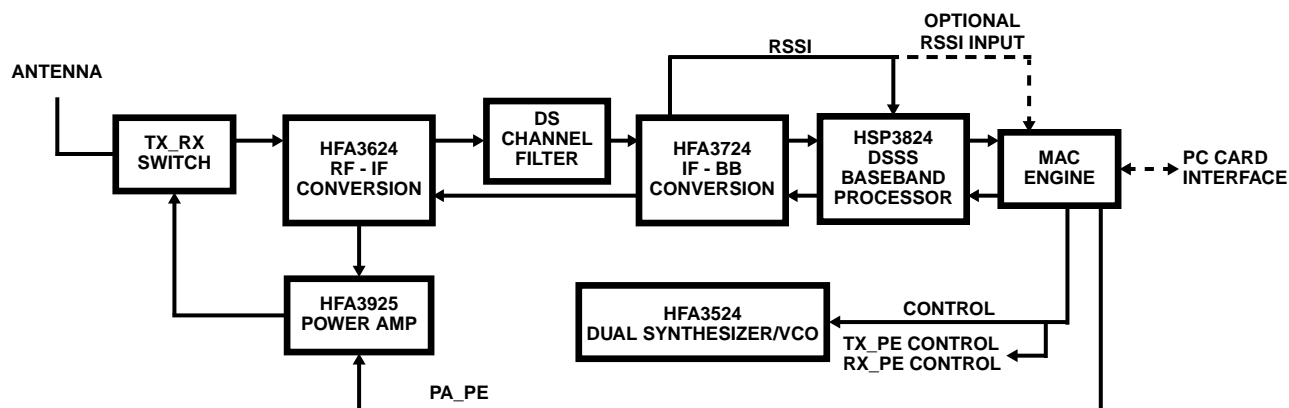 OPTIONAL
RSSI INPUT
RSSI
ANTENNA
TX_RX
SWITCH
HFA3624
RF - IF
CONVERSION
DS
CHANNEL
FILTER
HFA3724
IF - BB
CONVERSION
HSP3824
DSSS
BASEBAND
PROCESSOR
MAC
ENGINE
PC CARD
INTERFACE
HFA3925
POWER AMP
HFA3524
DUAL SYNTHESIZER/VCO
CONTROL
TX_PE CONTROL
RX_PE CONTROL
PA_PE